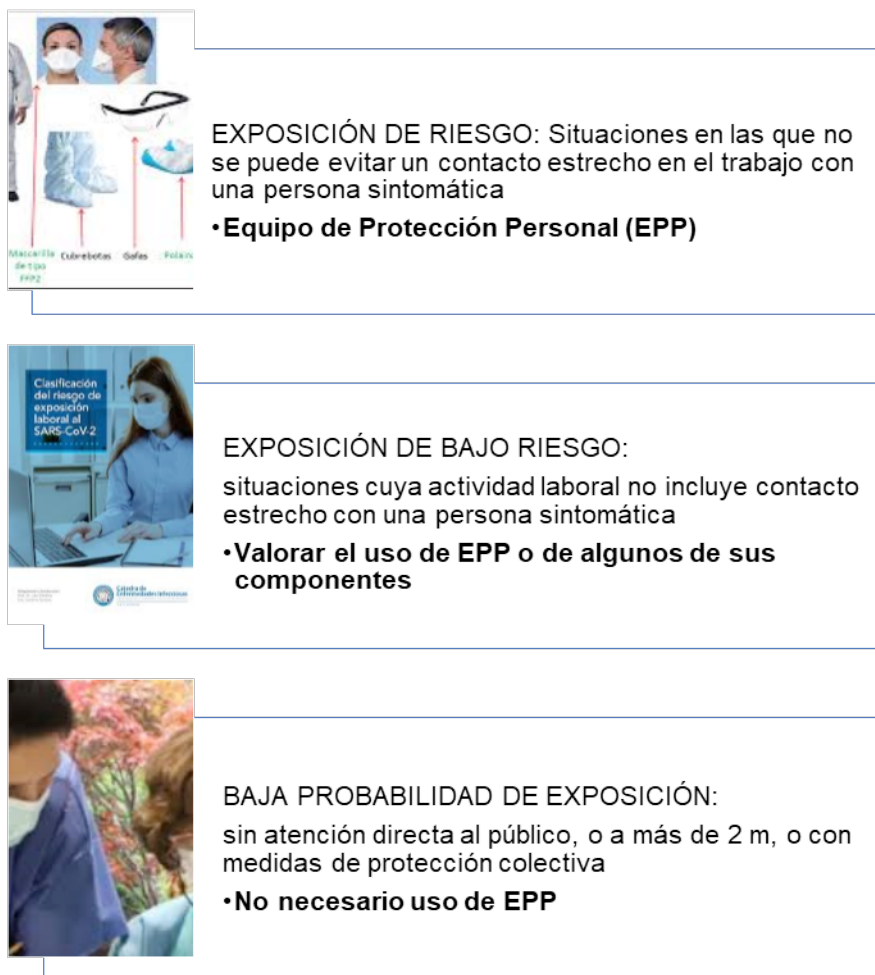 EXPOSICIÓN DE RIESGO: Situaciones en las que no
se puede evitar un contacto estrecho en el trabajo con
una persona sintomática
•Equipo de Protección Personal (EPP)
Mascarilla
de tipo
FFP2
Cubrebotas
Gafas
Clasificación
del riesgo de
exposición
laboral al
SARS-CoV-2
Cátedra de
Enfermedades Infecciosas
EXPOSICIÓN DE BAJO RIESGO:
situaciones cuya actividad laboral no incluye contacto
estrecho con una persona sintomática
•Valorar el uso de EPP o de algunos de sus
componentes
BAJA PROBABILIDAD DE EXPOSICIÓN:
sin atención directa al público, o a más de 2 m, o con
medidas de protección colectiva
•No necesario uso de EPP